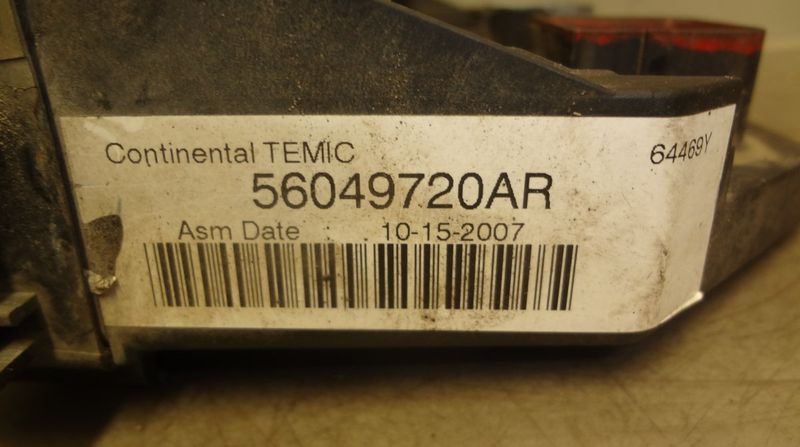 Continental TEMIC
64469Y
56049720AR
Asm Date : 10-15-2007